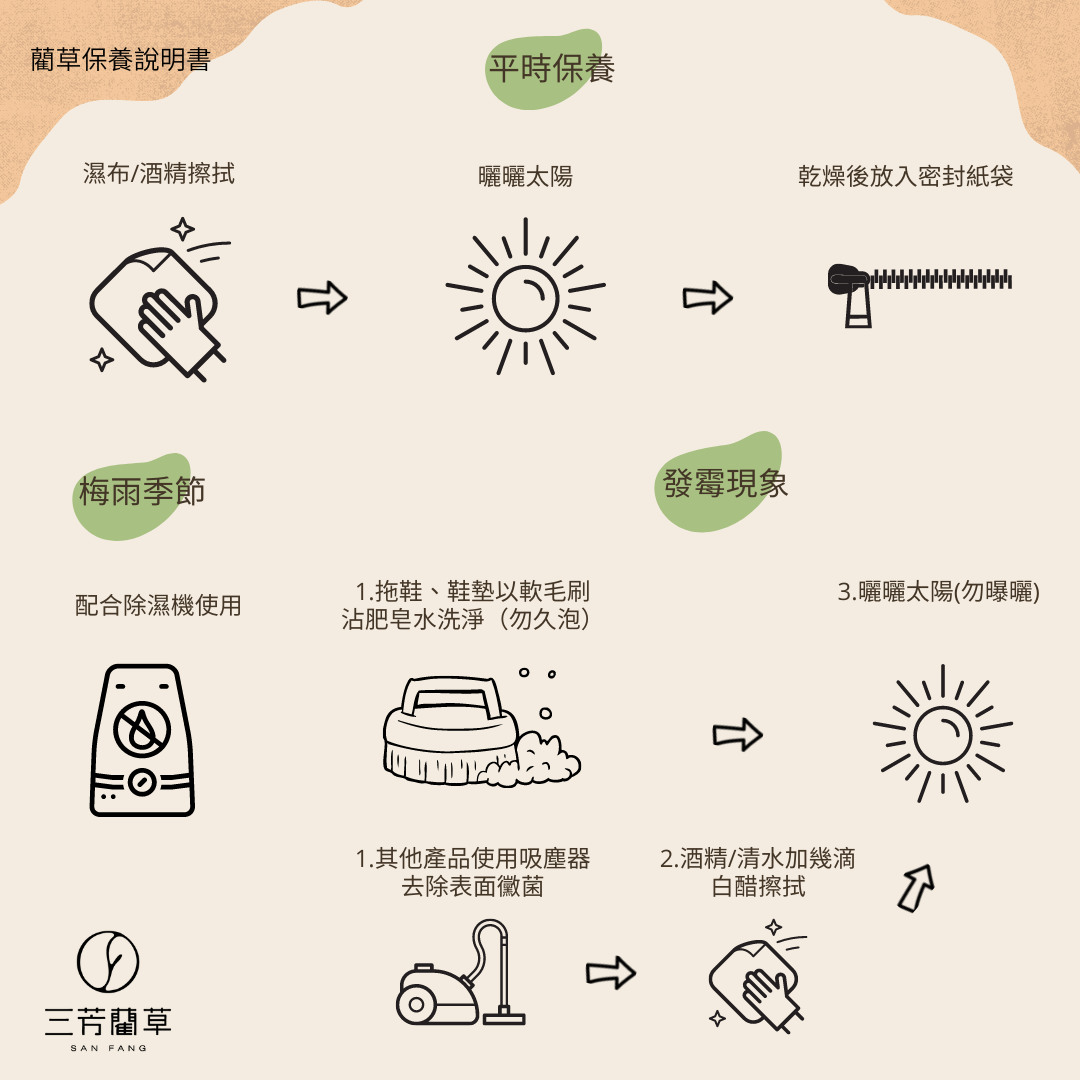 藺草保養說明書
平時保養
濕布/酒精擦拭
曬曬太陽
乾燥後放入密封紙袋
梅雨季節
配合除濕機使用
發霉現象
1.拖鞋、鞋墊以軟毛刷
沾肥皂水洗淨（勿久泡）
3.曬曬太陽(勿曝曬)
1.其他產品使用吸塵器
去除表面黴菌
2.酒精/清水加幾滴
白醋擦拭
三芳藺草
SAN FANG